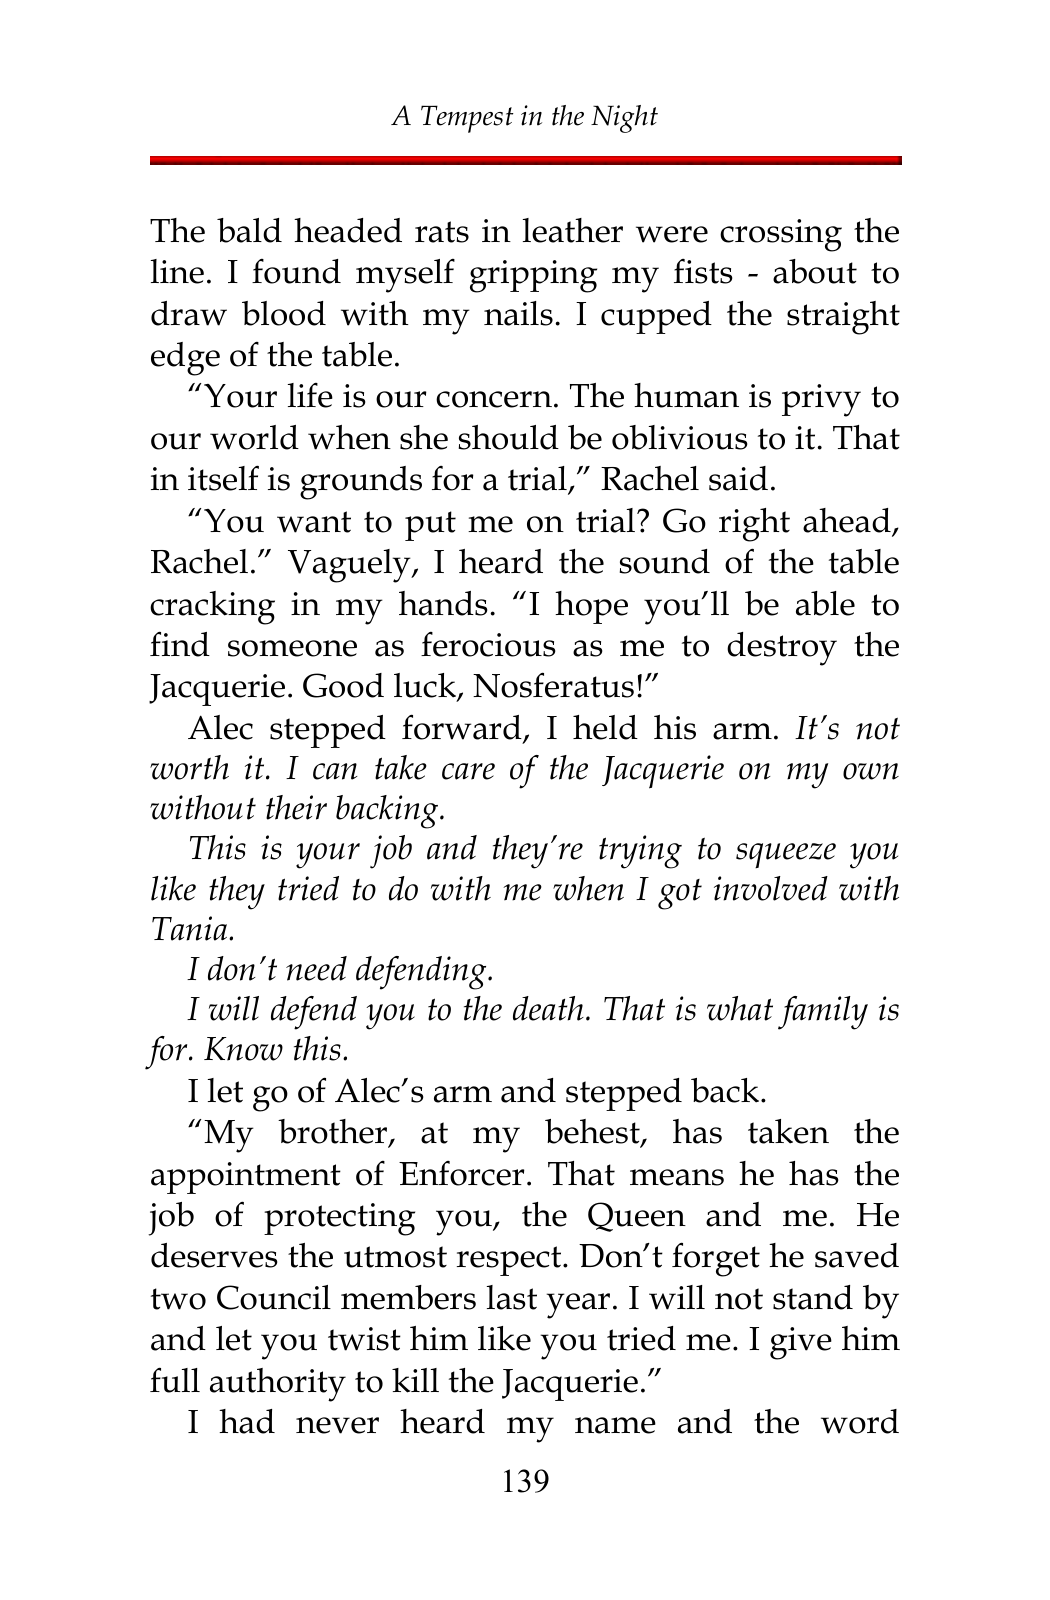 A Tempest in the Night
The bald headed rats in leather were crossing the
line. I found myself gripping my fists - about to
draw blood with my nails. I cupped the straight
edge of the table.
“Your life is our concern. The human is privy to
our world when she should be oblivious to it. That
in itself is grounds for a trial,” Rachel said.
“You want to put me on trial? Go right ahead,
Rachel.” Vaguely, I heard the sound of the table
cracking in my hands. “I hope you’ll be able to
find someone as ferocious as me to destroy the
Jacquerie. Good luck, Nosferatus!”
Alec stepped forward, I held his arm. It’s not
worth it. I can take care of the Jacquerie on my own
without their backing.
This is your job and they’re trying to squeeze you
like they tried to do with me when I got involved with
Tania.
I don’t need defending.
I will defend you to the death. That is what family is
for. Know this.
I let go of Alec’s arm and stepped back.
“My brother, at my behest, has taken the
appointment of Enforcer. That means he has the
job of protecting you, the Queen and me. He
deserves the utmost respect. Don’t forget he saved
two Council members last year. I will not stand by
and let you twist him like you tried me. I give him
full authority to kill the Jacquerie.”
I had never heard my name and the word
139